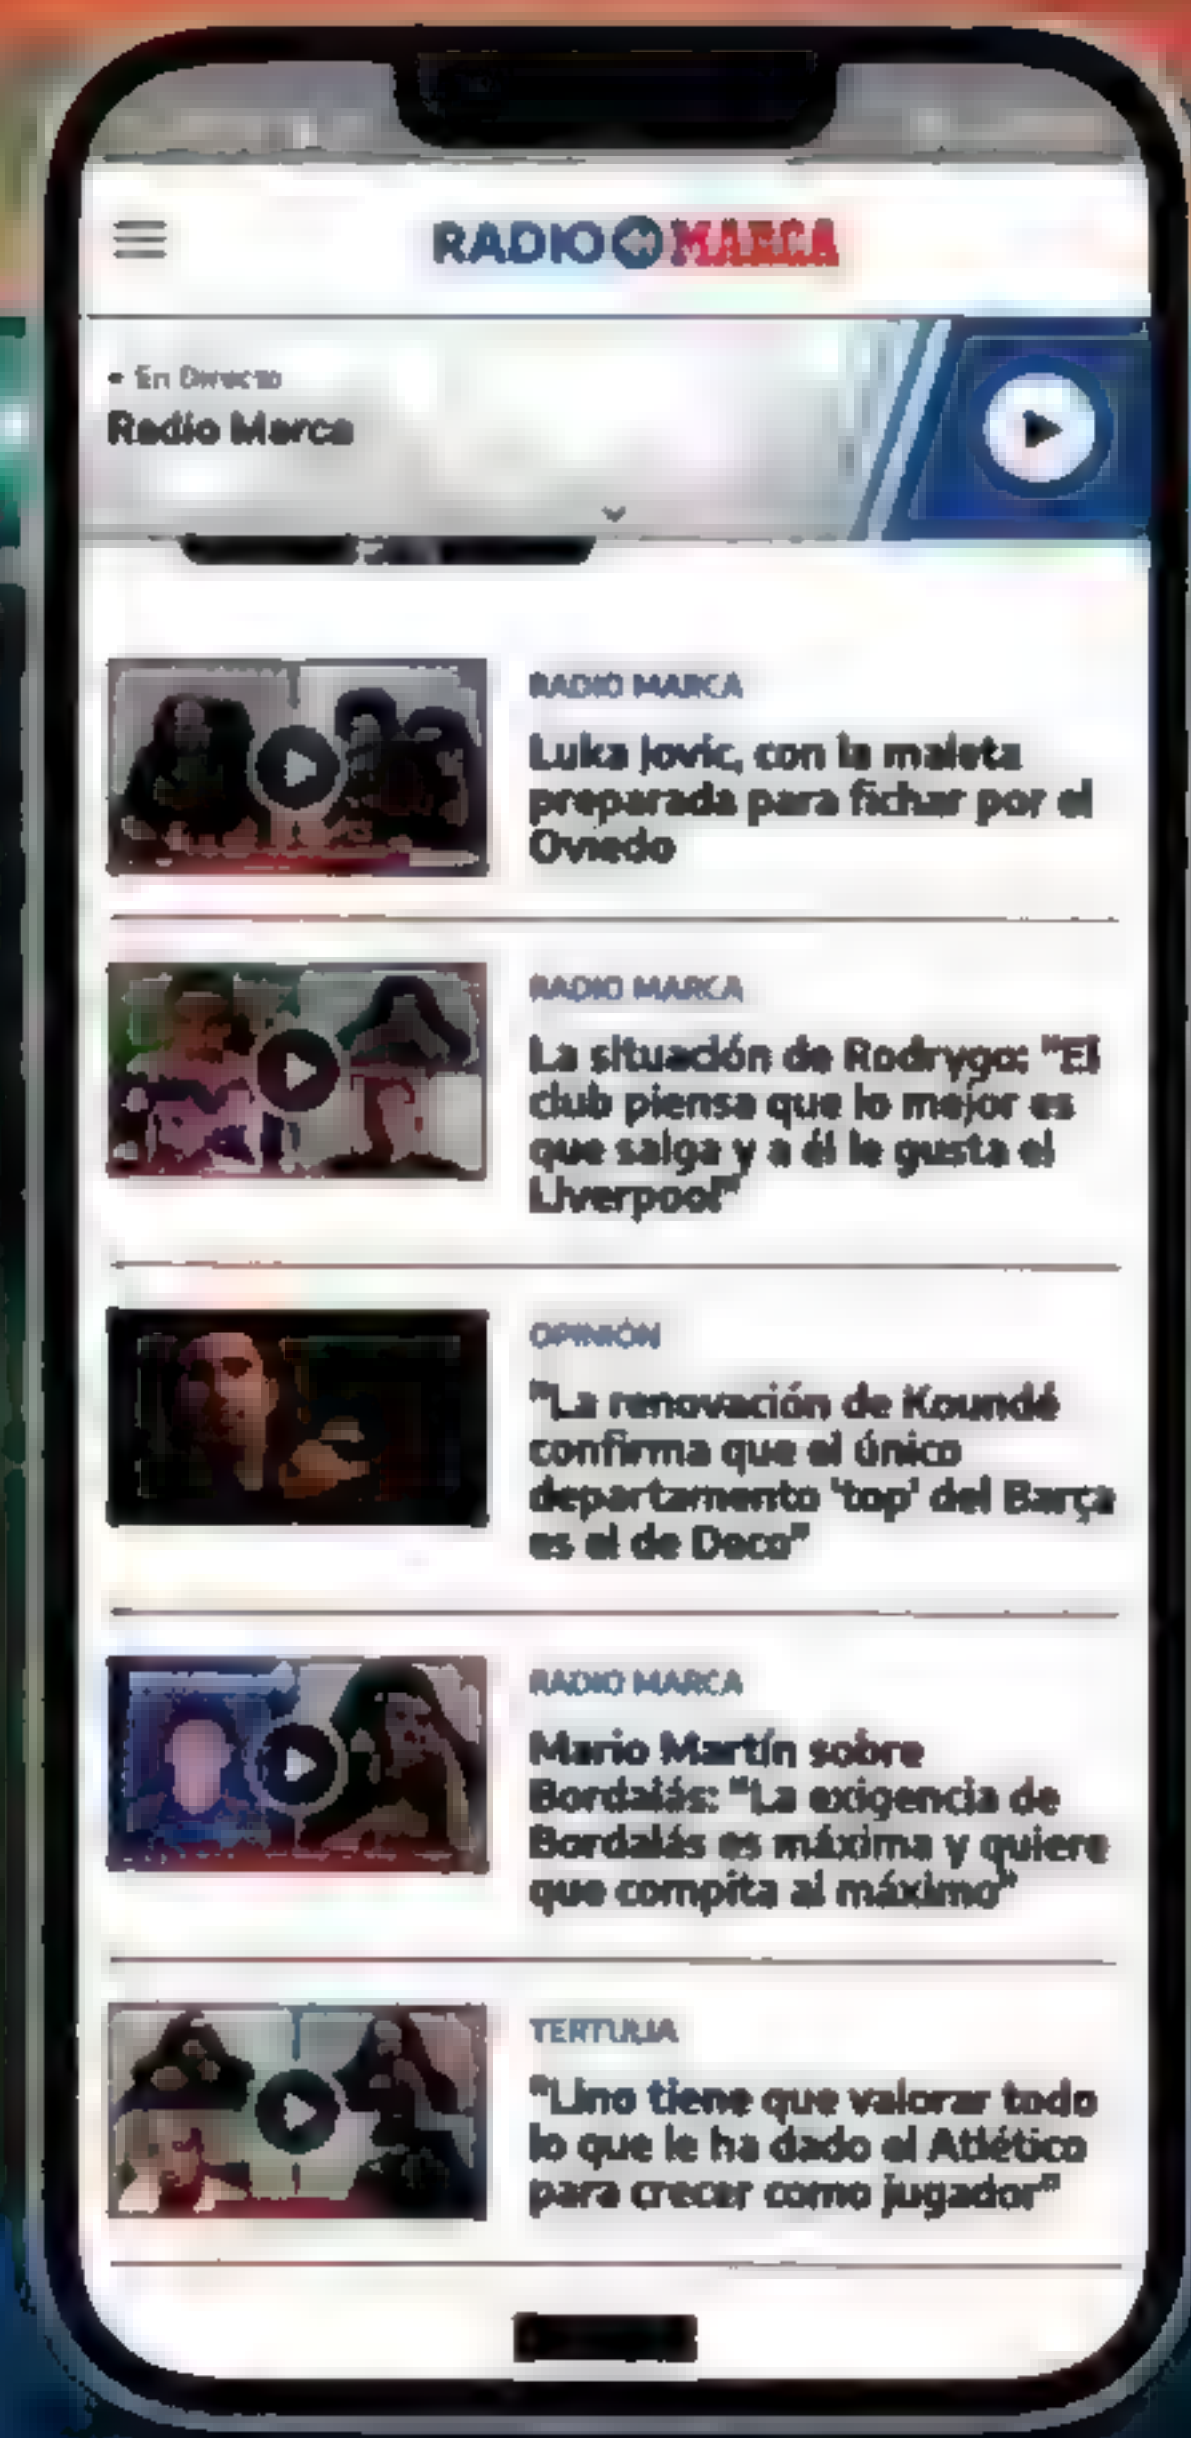 RADIO MARCA
En Directo
Radio Marca
RADIO MARCA
Luka Jovic, con la maleta
preparada para fichar por el
Oviedo
RADIO MARCA
La situación de Rodrygo: "El
club piensa que lo mejor es
que salga y a él le gusta el
Liverpool"
OPINIÓN
"La renovación de Koundé
confirma que el único
departamento 'top' del Barça
es el de Deco"
RADIO MARCA
Mario Martín sobre
Bordalás: "La exigencia de
Bordalás es máxima y quiere
que compita al máximo"
TERTULIA
"Lino tiene que valorar todo
lo que le ha dado el Atlético
para crecer como jugador"